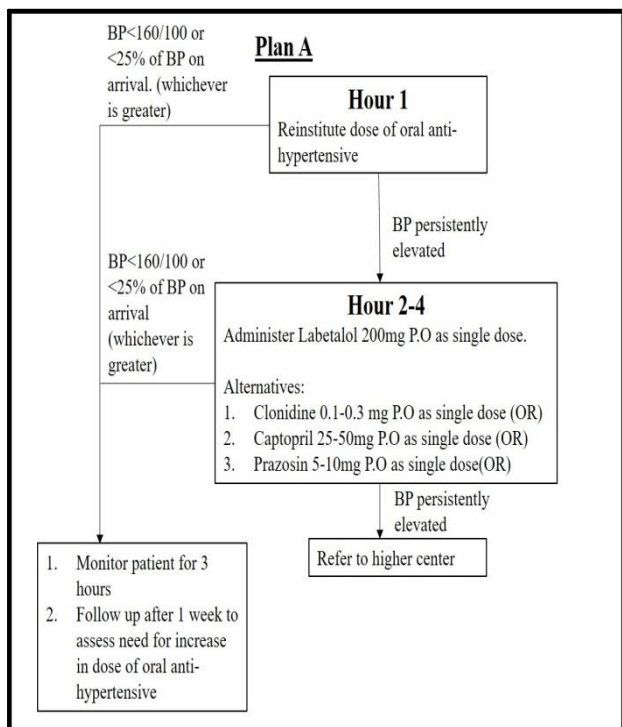 Plan A
BP<160/100 or
<25% of BP on
arrival. (whichever
is greater)
Hour 1
Reinstitute dose of oral anti-
hypertensive
BP persistently
elevated
BP<160/100 or
<25% of BP on
arrival
(whichever is
greater)
Hour 2-4
Administer Labetalol 200mg P.O as single dose.
Alternatives:
1. Clonidine 0.1-0.3 mg P.O as single dose (OR)
2. Captopril 25-50mg P.O as single dose (OR)
3. Prazosin 5-10mg P.O as single dose(OR)
BP persistently
elevated
Refer to higher center
1. Monitor patient for 3
hours
2. Follow up after 1 week to
assess need for increase
in dose of oral anti-
hypertensive